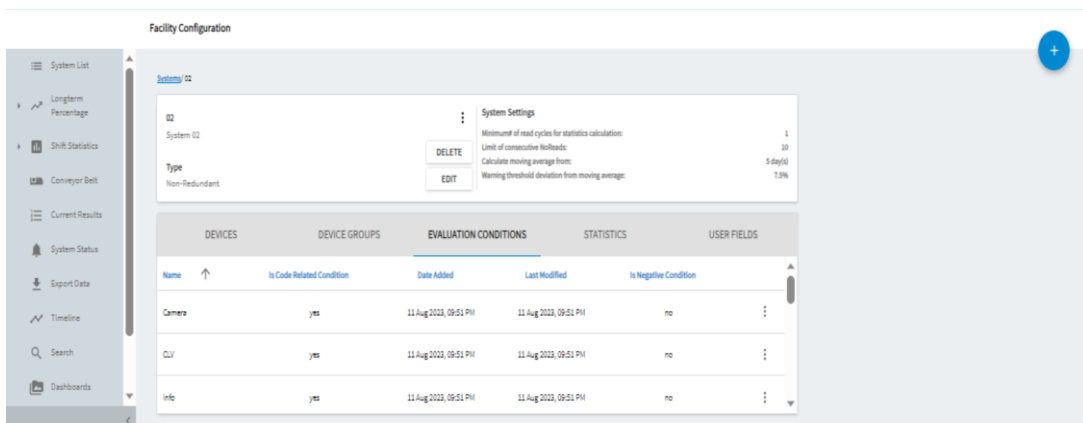 Facility Configuration
+
System List
Longterm
Percentage
Shift Statistics
Conveyor Belt
Current Results
System Status
Export Data
Timeline
Search
Dashboards
Systems/ 02
02
System 02
Type
Non-Redundant
DELETE
EDIT
System Settings
Minimum# of read cycles for statistics calculation: 1
Limit of consecutive NoReads: 10
Calculate moving average from: 5 day(s)
Warning threshold deviation from moving average: 7.5%
DEVICES DEVICE GROUPS EVALUATION CONDITIONS STATISTICS USER FIELDS
Name Is Code Related Condition Date Added Last Modified Is Negative Condition
Camera yes 11 Aug 2023, 09:51 PM 11 Aug 2023, 09:51 PM no
CLV yes 11 Aug 2023, 09:51 PM 11 Aug 2023, 09:51 PM no
Info yes 11 Aug 2023, 09:51 PM 11 Aug 2023, 09:51 PM no